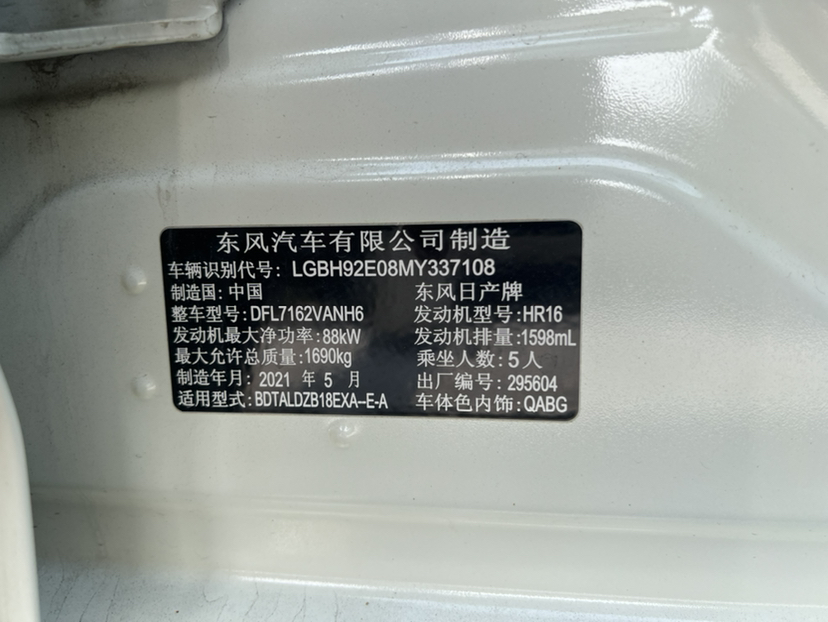 东风汽车有限公司制造
车辆识别代号: LGBH92E08MY337108
制造国: 中国 东风日产牌
整车型号:DFL7162VANH6 发动机型号:HR16
发动机最大净功率:88kW 发动机排量:1598mL
最大允许总质量:1690kg 乘坐人数:5人
制造年月: 2021 年 5 月 出厂编号:295604
适用型式:BDTALDZB18EXA--E-A 车体色内饰:QABG